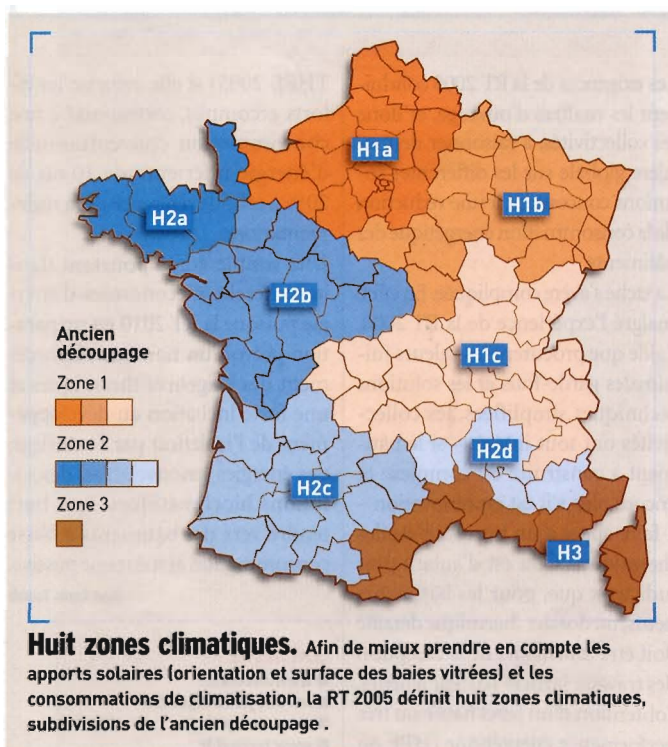 H1a
H1b
H2a
H2b
H1c
H2d
H2c
H3
Ancien
découpage
Zone 1
Zone 2
Zone 3
Huit zones climatiques. Afin de mieux prendre en compte les
apports solaires (orientation et surface des baies vitrées) et les
consommations de climatisation, la RT 2005 définit huit zones climatiques,
subdivisions de l'ancien découpage :